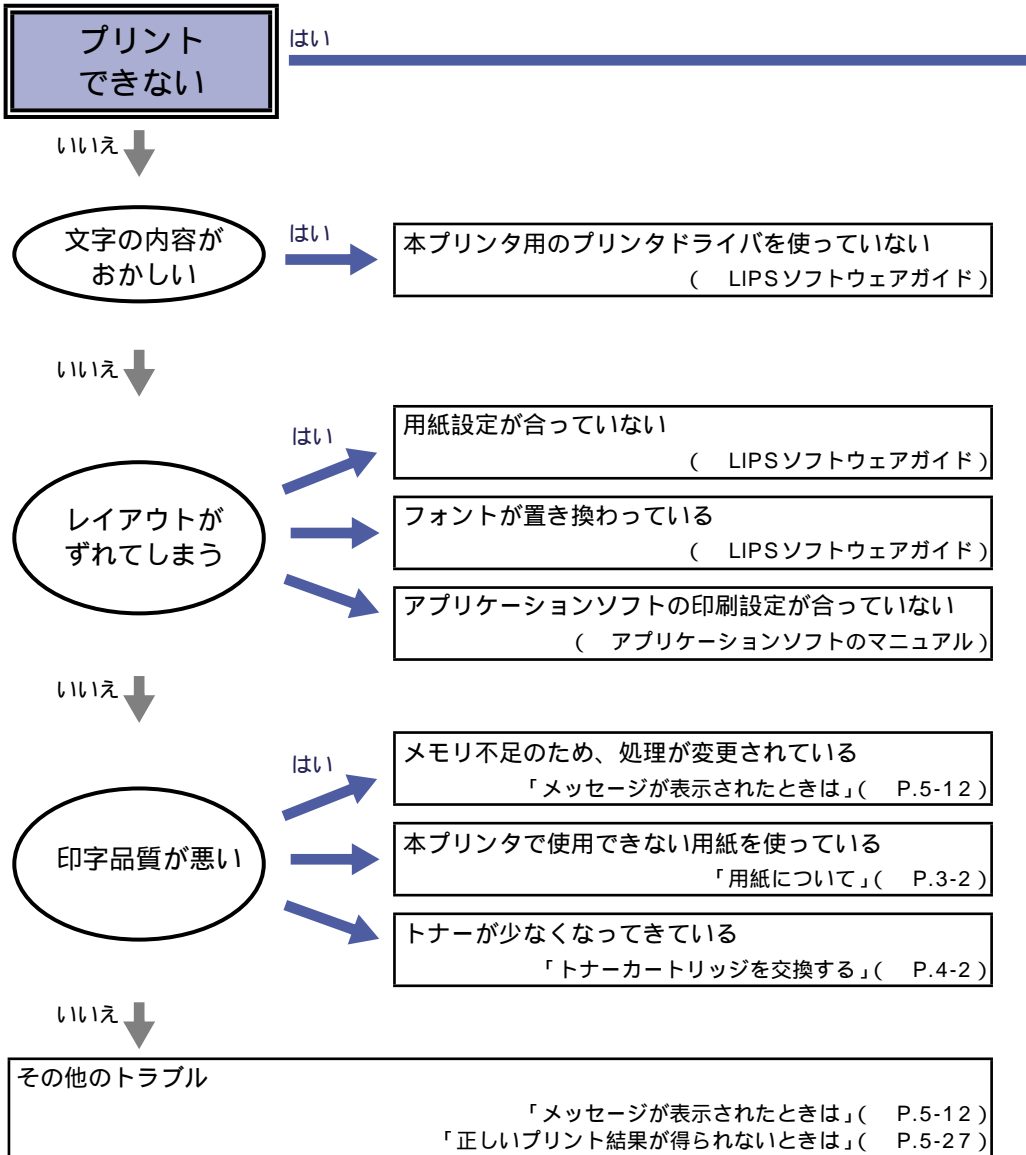 プリント
できない
はい
いいえ
文字の内容が
おかしい
はい
本プリンタ用のプリンタドライバを使っていない
( LIPSソフトウェアガイド)
いいえ
レイアウトが
ずれてしまう
はい
用紙設定が合っていない
( LIPSソフトウェアガイド)
フォントが置き換わっている
( LIPSソフトウェアガイド)
アプリケーションソフトの印刷設定が合っていない
( アプリケーションソフトのマニュアル)
いいえ
印字品質が悪い
はい
メモリ不足のため、処理が変更されている
「メッセージが表示されたときは」( P.5-12)
本プリンタで使用できない用紙を使っている
「用紙について」( P.3-2)
トナーが少なくなってきている
「トナーカートリッジを交換する」( P.4-2)
いいえ
その他のトラブル
「メッセージが表示されたときは」( P.5-12)
「正しいプリント結果が得られないときは」( P.5-27)